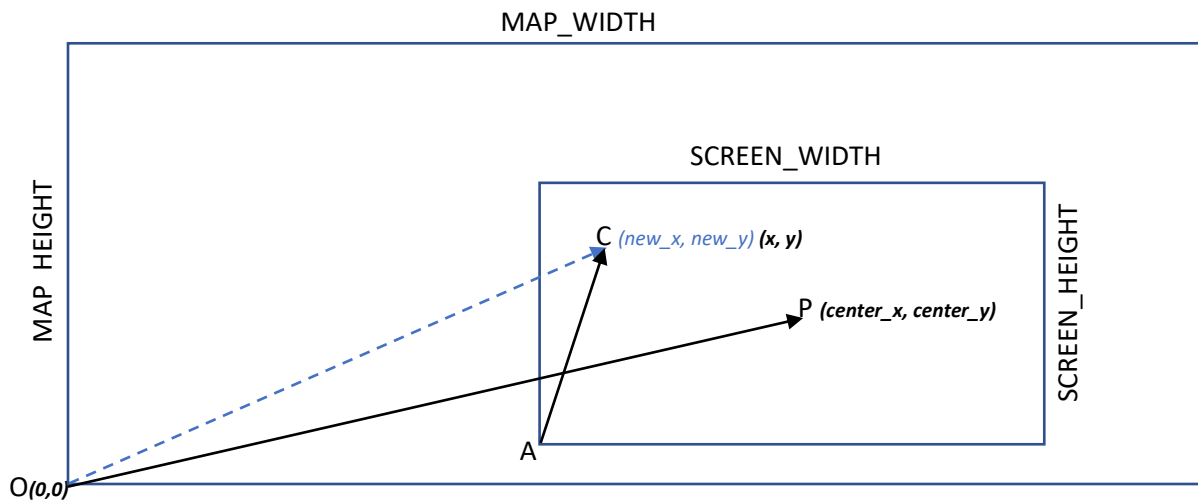 MAP_WIDTH
SCREEN_WIDTH
MAP HEIGHT
SCREEN_HEIGHT
C (new_x, new_y) (x, y)
P (center_x, center_y)
A
O(0,0)